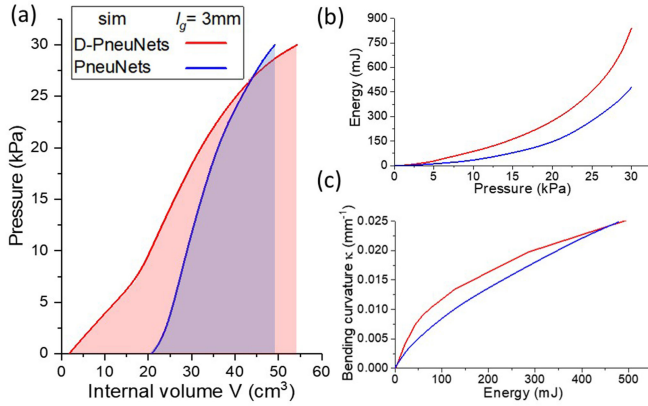 (a)
sim l_g = 3mm
D-PneuNets
PneuNets
Pressure (kPa)
30
25
20
15
10
5
0
0 10 20 30 40 50 60
Internal volume V (cm³)
(b)
Energy (mJ)
900
750
600
450
300
150
0
0 5 10 15 20 25 30
Pressure (kPa)
(c)
Bending curvature κ (mm⁻¹)
0.025
0.020
0.015
0.010
0.005
0.000
0 100 200 300 400 500
Energy (mJ)